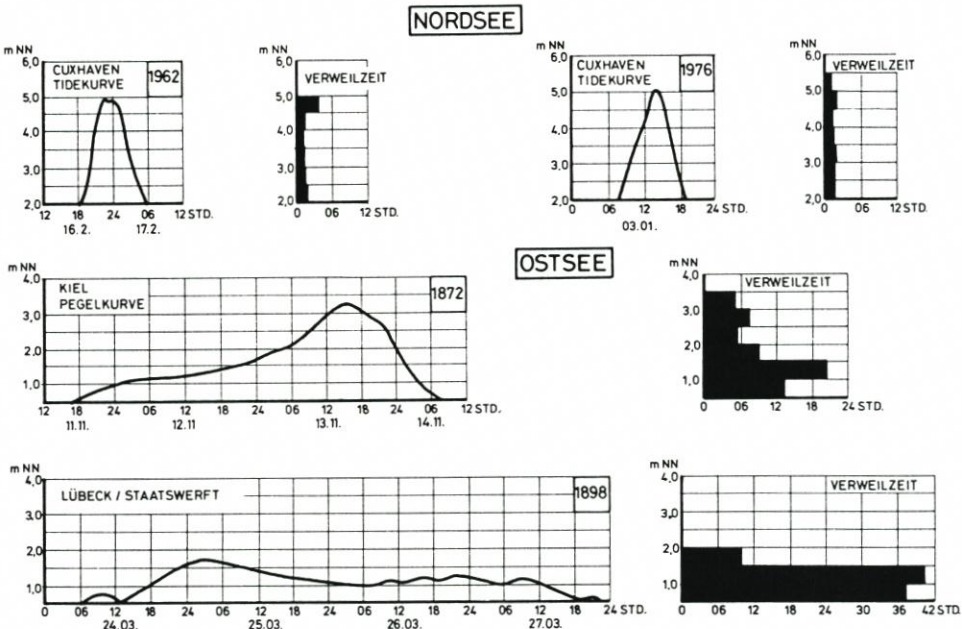 NORDSEE
m NN
6,0
CUXHAVEN
TIDEKURVE
1962
5,0
4,0
3,0
2,0
12 18 24 06 12 STD.
16.2. 17.2.
m NN
6,0
VERWEILZEIT
5,0
4,0
3,0
2,0
0 06 12 STD.
m NN
6,0
CUXHAVEN
TIDEKURVE
1976
5,0
4,0
3,0
2,0
0 06 12 18 24 STD.
03.01.
m NN
6,0
VERWEILZEIT
5,0
4,0
3,0
2,0
0 06 12 STD.
OSTSEE
m NN
4,0
KIEL
PEGELKURVE
1872
3,0
2,0
1,0
12 18 24 06 12 18 24 06 12 18 24 06 12 STD.
11.11. 12.11 13.11. 14.11.
m NN
4,0
VERWEILZEIT
3,0
2,0
1,0
0 06 12 18 24 STD.
m NN
4,0
LÜBECK / STAATSWERFT
1898
3,0
2,0
1,0
0 06 12 18 24 06 12 18 24 06 12 18 24 06 12 18 24 STD.
24.03. 25.03. 26.03. 27.03.
m NN
4,0
VERWEILZEIT
3,0
2,0
1,0
0 06 12 18 24 30 36 42 STD.